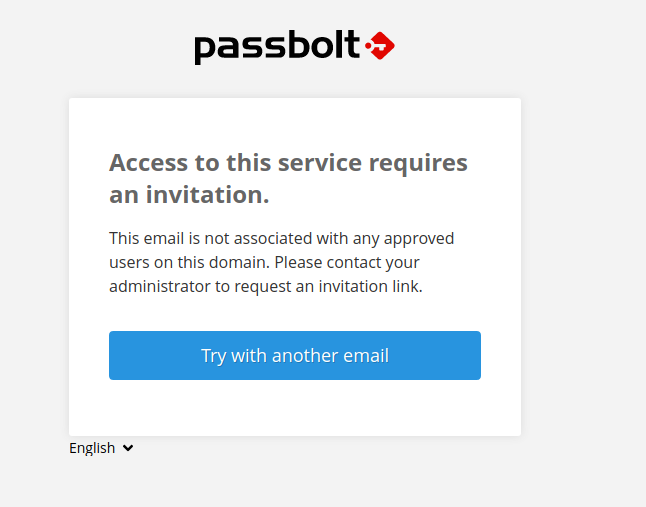 passbolt
Access to this service requires
an invitation.
This email is not associated with any approved
users on this domain. Please contact your
administrator to request an invitation link.
Try with another email
English